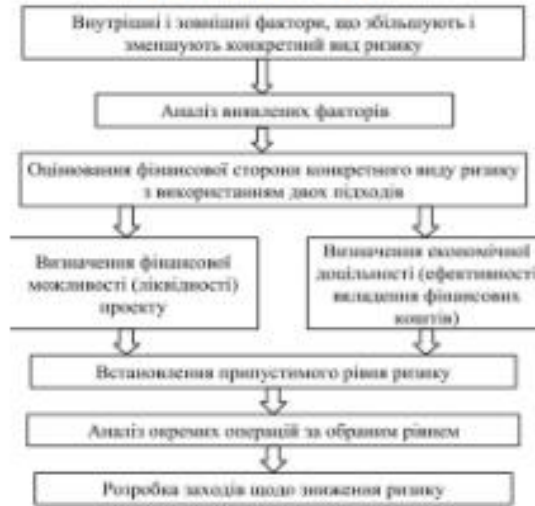 Внутрішні і зовнішні фактори, що збільшують і
зменшують конкретний вид ризику
Аналіз виявлених факторів
Оцінювання фінансової сторони конкретного виду ризику
з використанням двох підходів
Визначення фінансової
можливості (ліквідності)
проекту
Визначення економічної
доцільності (ефективності
вкладення фінансових
коштів)
Встановлення припустимого рівня ризику
Аналіз окремих операцій за обраним рівнем
Розробка заходів щодо зниження ризику